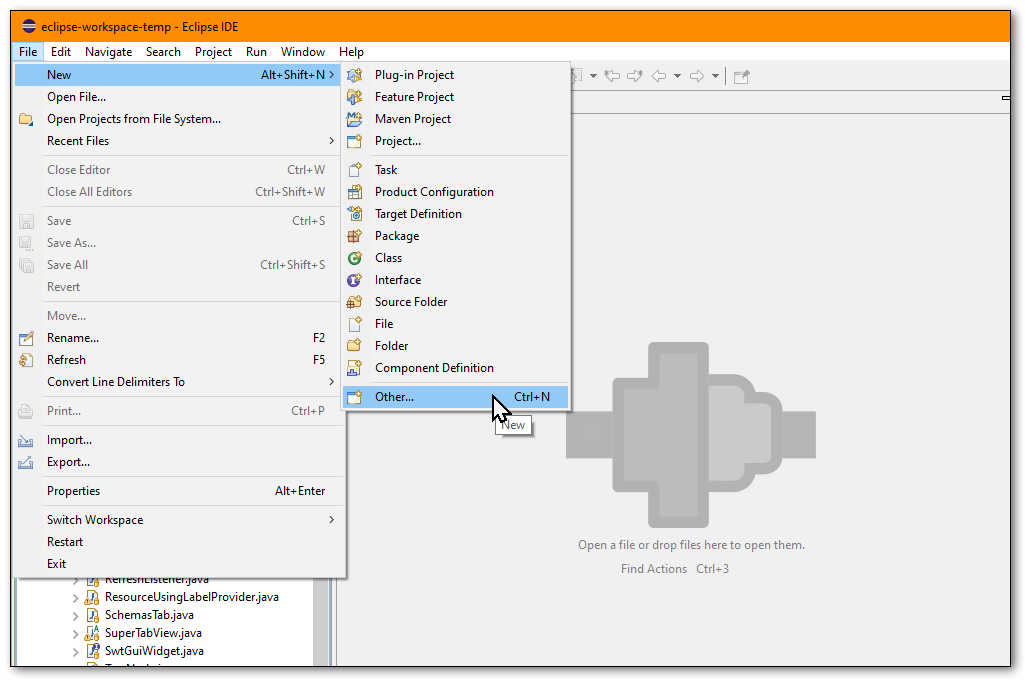 eclipse-workspace-temp - Eclipse IDE
File Edit Navigate Search Project Run Window Help
New Alt+Shift+N
Open File...
Open Projects from File System...
Recent Files
Close Editor Ctrl+W
Close All Editors Ctrl+Shift+W
Save Ctrl+S
Save As...
Save All Ctrl+Shift+S
Revert
Move...
Rename... F2
Refresh F5
Convert Line Delimiters To
Print... Ctrl+P
Import...
Export...
Properties Alt+Enter
Switch Workspace
Restart
Exit
Plug-in Project
Feature Project
Maven Project
Project...
Task
Product Configuration
Target Definition
Package
Class
Interface
Source Folder
File
Folder
Component Definition
Other... Ctrl+N
New
Open a file or drop files here to open them.
Find Actions Ctrl+3
RefreshListener.java
ResourceUsingLabelProvider.java
SchemasTab.java
SuperTabView.java
SwtGuiWidget.java